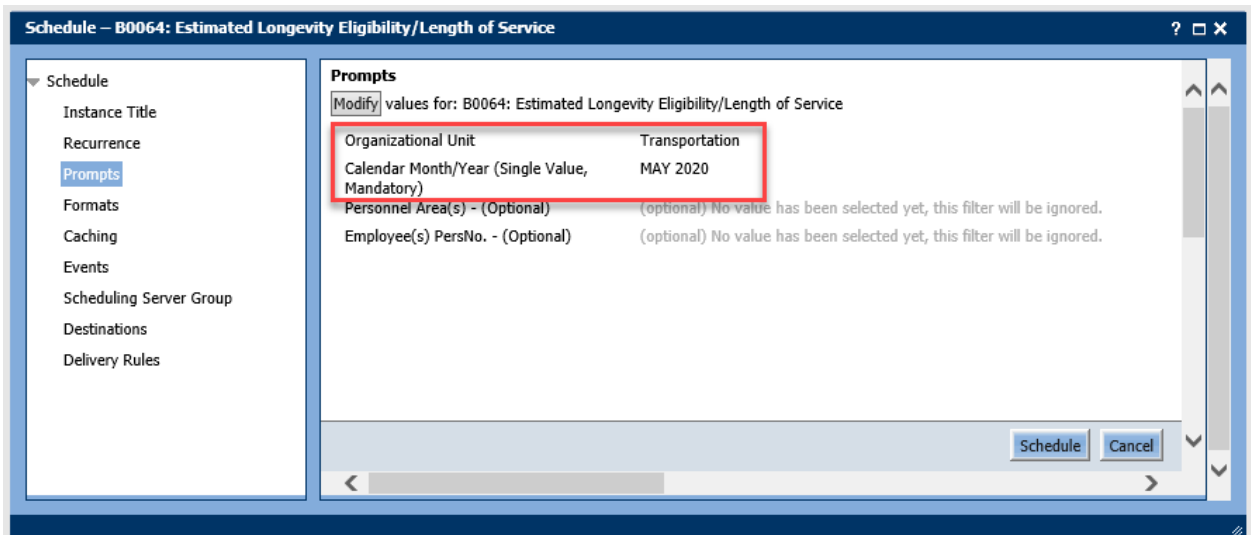 Schedule – B0064: Estimated Longevity Eligibility/Length of Service
Schedule
Instance Title
Recurrence
Prompts
Formats
Caching
Events
Scheduling Server Group
Destinations
Delivery Rules
Prompts
Modify values for: B0064: Estimated Longevity Eligibility/Length of Service
Organizational Unit Transportation
Calendar Month/Year (Single Value, MAY 2020
Mandatory)
Personnel Area(s) - (Optional) (optional) No value has been selected yet, this filter will be ignored.
Employee(s) PersNo. - (Optional) (optional) No value has been selected yet, this filter will be ignored.
Schedule Cancel